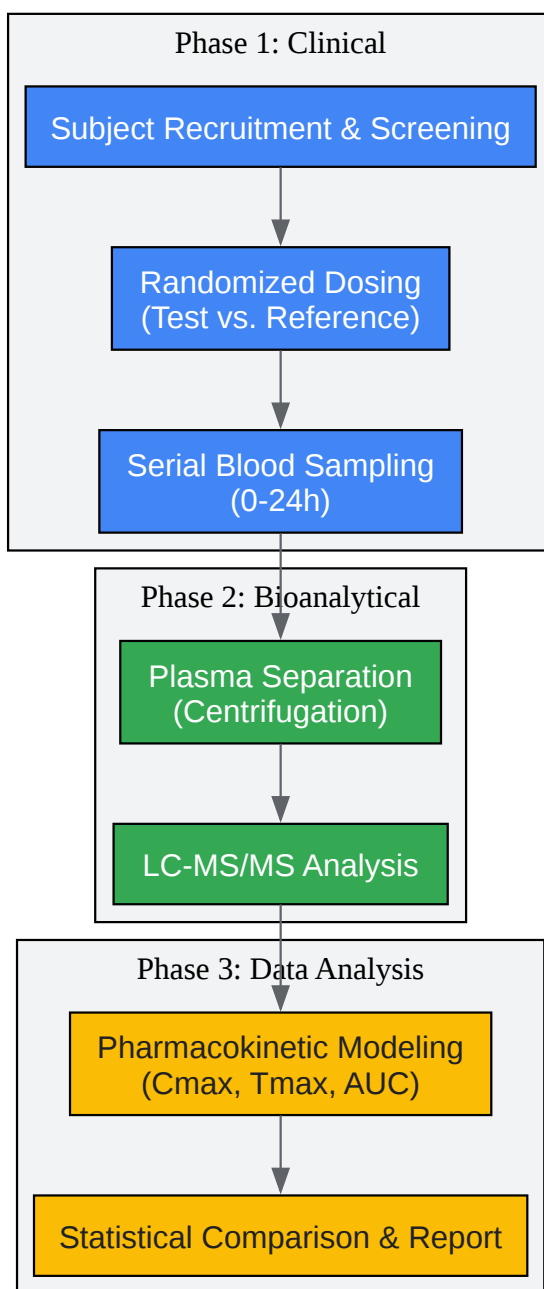 Phase 1: Clinical
Subject Recruitment & Screening
Randomized Dosing
(Test vs. Reference)
Serial Blood Sampling
(0-24h)
Phase 2: Bioanalytical
Plasma Separation
(Centrifugation)
LC-MS/MS Analysis
Phase 3: Data Analysis
Pharmacokinetic Modeling
(Cmax, Tmax, AUC)
Statistical Comparison & Report